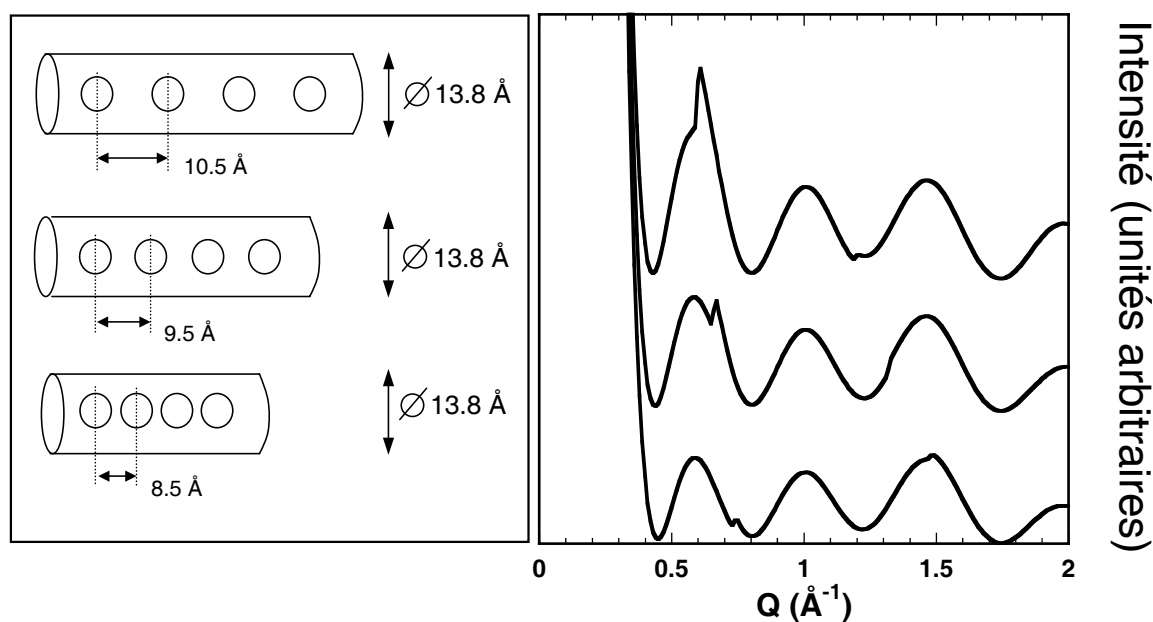 ∅ 13.8 Å
10.5 Å
∅ 13.8 Å
9.5 Å
∅ 13.8 Å
8.5 Å
0 0.5 1 1.5 2
Q (Å⁻¹)
Intensité (unités arbitraires)